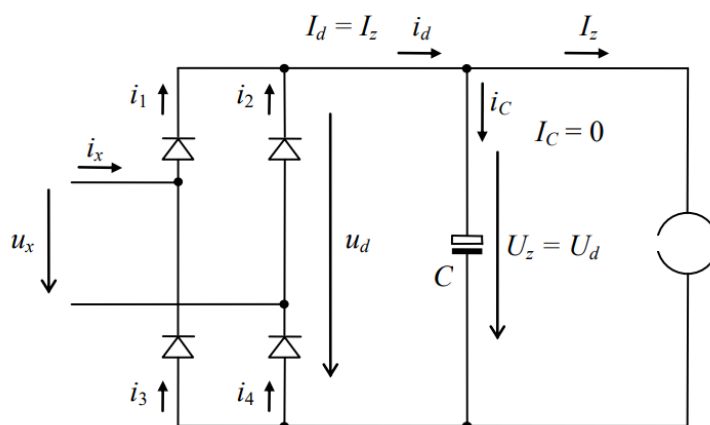 I_d = I_z
i_d
I_z
i_1
i_2
i_C
I_C = 0
i_x
u_x
u_d
U_z = U_d
C
i_3
i_4